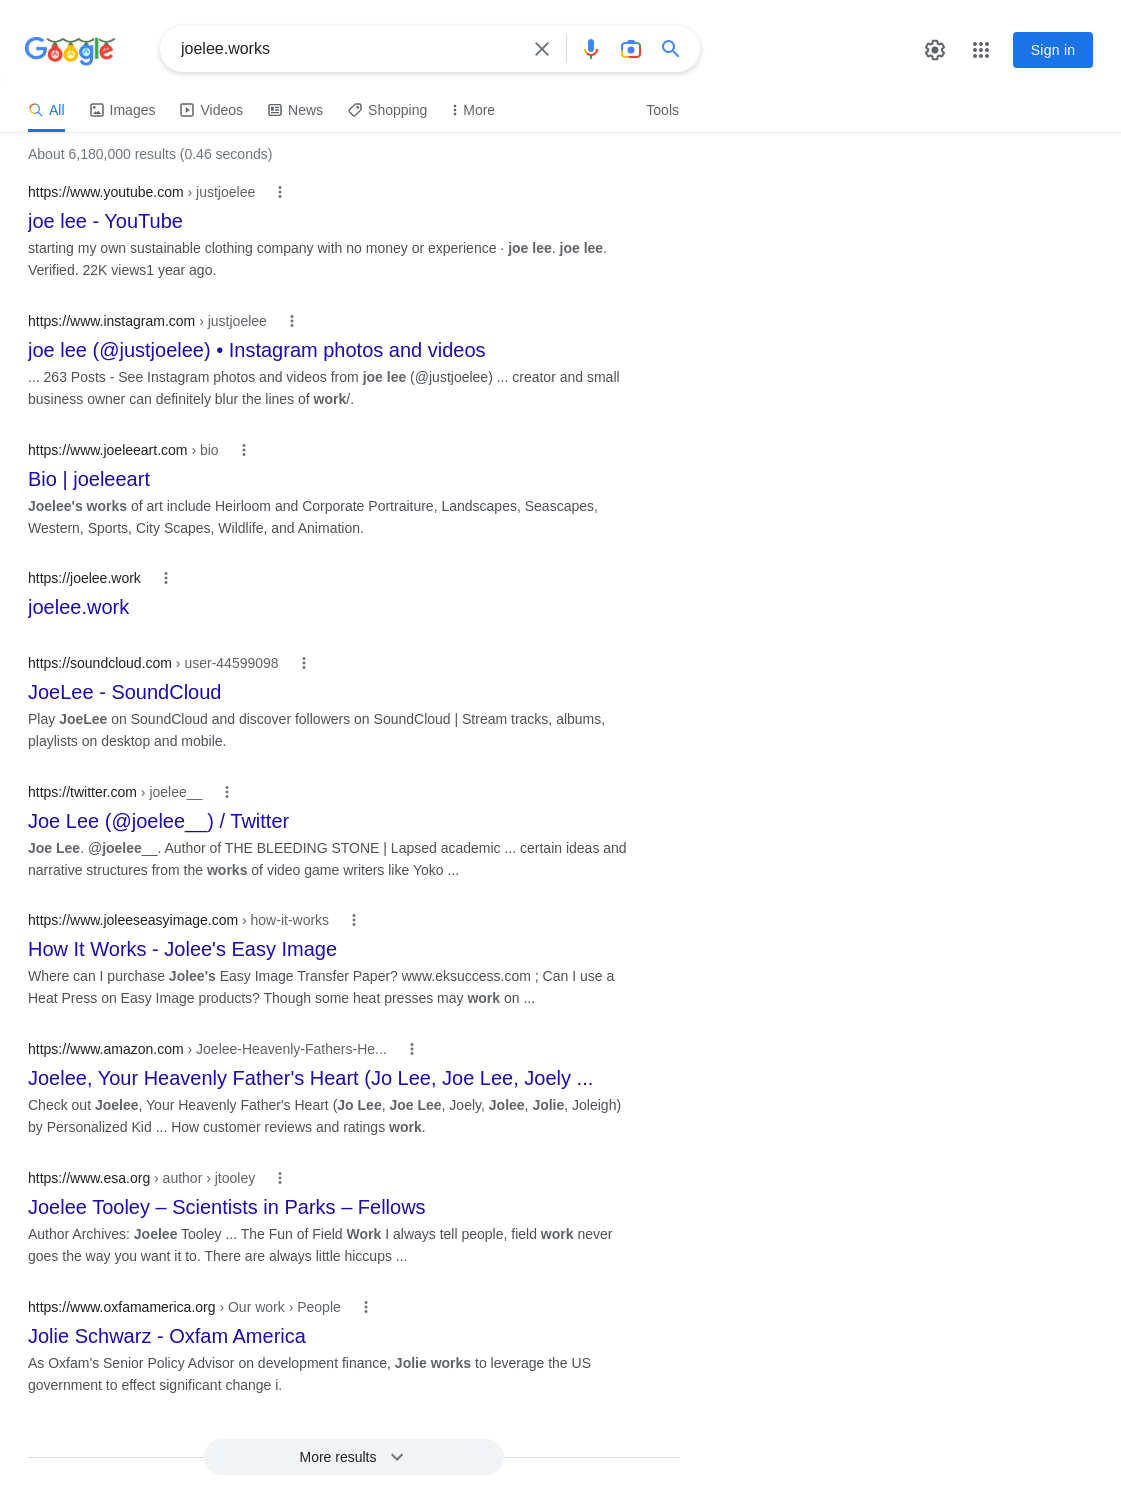 Google
joelee.works
Sign in
All
Images
Videos
News
Shopping
More
Tools
About 6,180,000 results (0.46 seconds)
https://www.youtube.com › justjoelee
joe lee - YouTube
starting my own sustainable clothing company with no money or experience · joe lee. joe lee.
Verified. 22K views1 year ago.
https://www.instagram.com › justjoelee
joe lee (@justjoelee) • Instagram photos and videos
... 263 Posts - See Instagram photos and videos from joe lee (@justjoelee) ... creator and small
business owner can definitely blur the lines of work/.
https://www.joeleeart.com › bio
Bio | joeleeart
Joelee's works of art include Heirloom and Corporate Portraiture, Landscapes, Seascapes,
Western, Sports, City Scapes, Wildlife, and Animation.
https://joelee.work
joelee.work
https://soundcloud.com › user-44599098
JoeLee - SoundCloud
Play JoeLee on SoundCloud and discover followers on SoundCloud | Stream tracks, albums,
playlists on desktop and mobile.
https://twitter.com › joelee__
Joe Lee (@joelee__) / Twitter
Joe Lee. @joelee__. Author of THE BLEEDING STONE | Lapsed academic ... certain ideas and
narrative structures from the works of video game writers like Yoko ...
https://www.joleeseasyimage.com › how-it-works
How It Works - Jolee's Easy Image
Where can I purchase Jolee's Easy Image Transfer Paper? www.eksuccess.com ; Can I use a
Heat Press on Easy Image products? Though some heat presses may work on ...
https://www.amazon.com › Joelee-Heavenly-Fathers-He...
Joelee, Your Heavenly Father's Heart (Jo Lee, Joe Lee, Joely ...
Check out Joelee, Your Heavenly Father's Heart (Jo Lee, Joe Lee, Joely, Jolee, Jolie, Joleigh)
by Personalized Kid ... How customer reviews and ratings work.
https://www.esa.org › author › jtooley
Joelee Tooley – Scientists in Parks – Fellows
Author Archives: Joelee Tooley ... The Fun of Field Work I always tell people, field work never
goes the way you want it to. There are always little hiccups ...
https://www.oxfamamerica.org › Our work › People
Jolie Schwarz - Oxfam America
As Oxfam's Senior Policy Advisor on development finance, Jolie works to leverage the US
government to effect significant change i.
More results